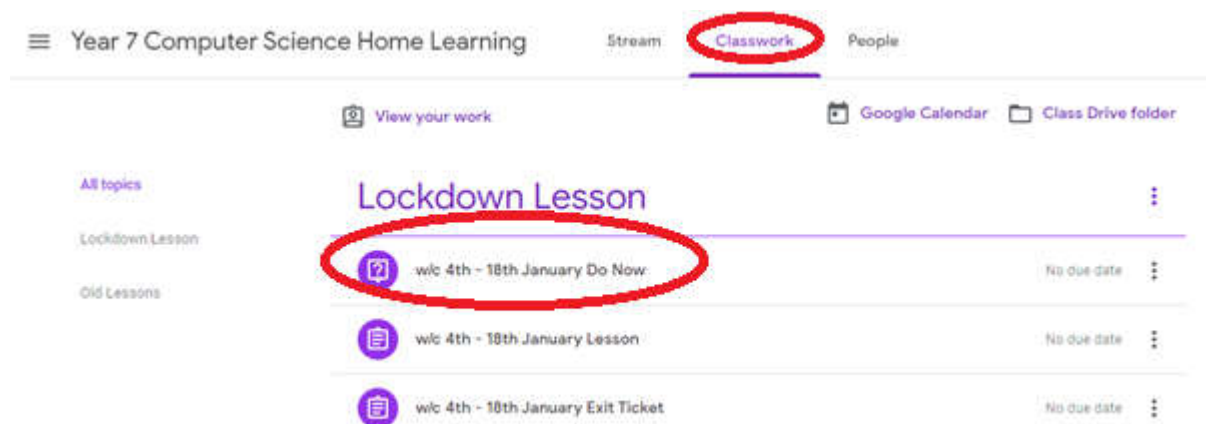 Year 7 Computer Science Home Learning Stream Classwork People
View your work Google Calendar Class Drive folder
All topics
Lockdown Lesson
Lockdown Lesson
Old Lessons
w/c 4th - 18th January Do Now No due date
w/c 4th - 18th January Lesson No due date
w/c 4th - 18th January Exit Ticket No due date